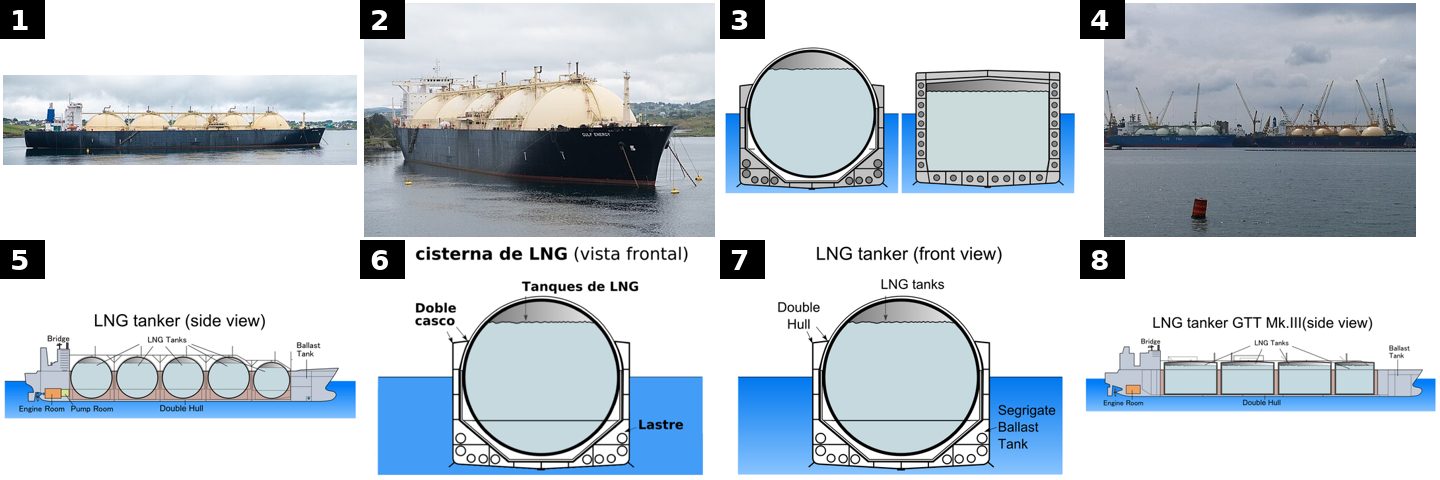 1
2
GULF ENERGY
3
4
5
LNG tanker (side view)
Bridge
LNG Tanks
Ballast
Tank
Engine Room
Pump Room
Double Hull
6
cisterna de LNG (vista frontal)
Tanques de LNG
Doble
casco
Lastre
7
LNG tanker (front view)
LNG tanks
Double
Hull
Segrigate
Ballast
Tank
8
LNG tanker GTT Mk.III(side view)
Bridge
LNG Tanks
Ballast
Tank
Engine Room
Double Hull